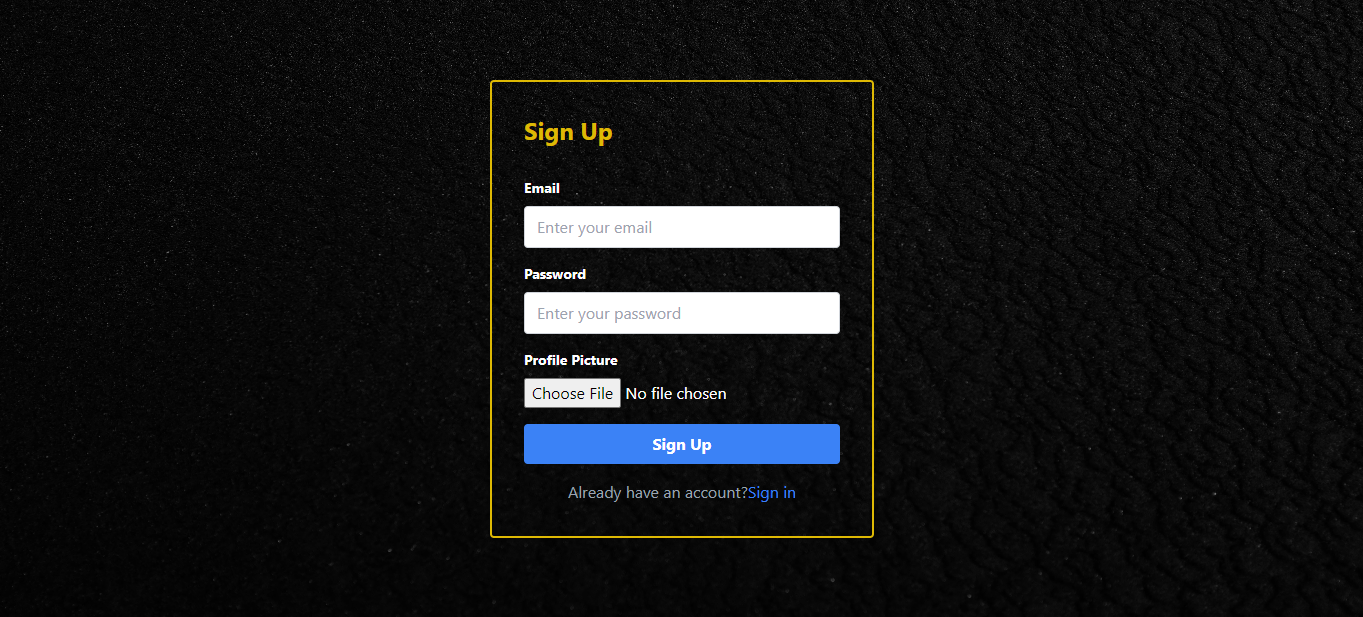 Sign Up
Email
Enter your email
Password
Enter your password
Profile Picture
Choose File No file chosen
Sign Up
Already have an account?Sign in